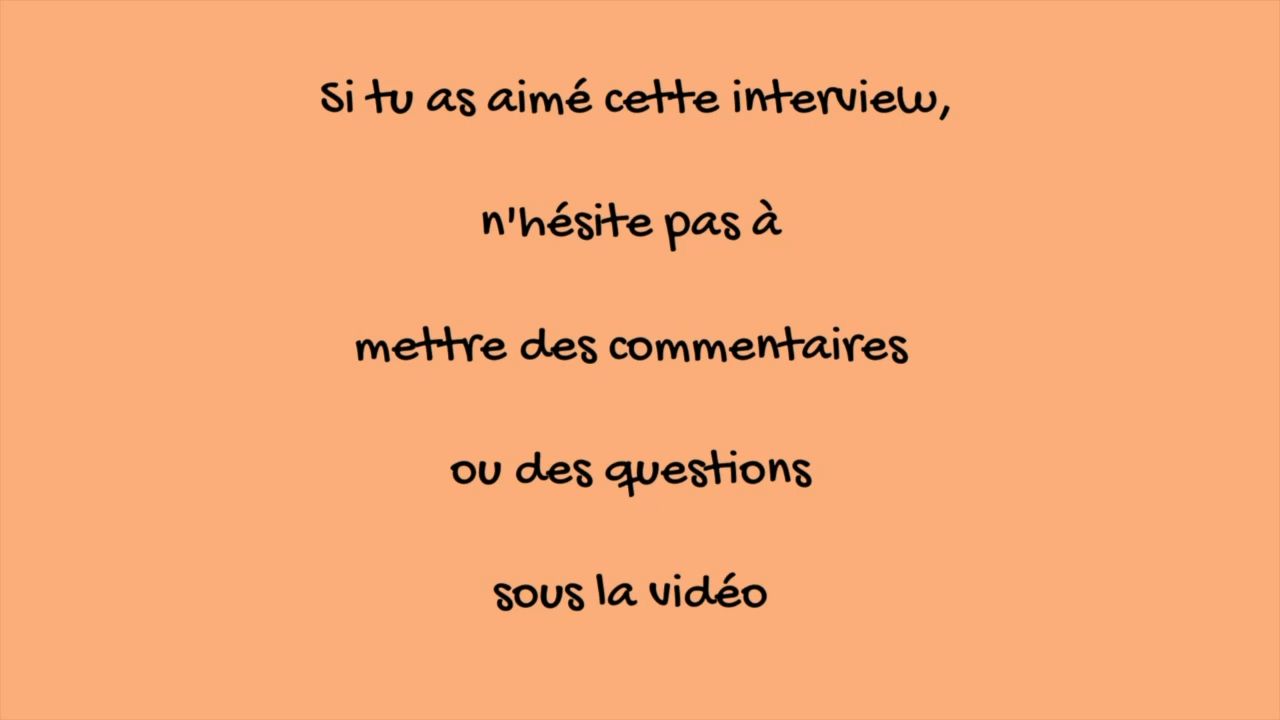 Si tu as aimé cette interview,
n'hésite pas à
mettre des commentaires
ou des questions
sous la vidéo